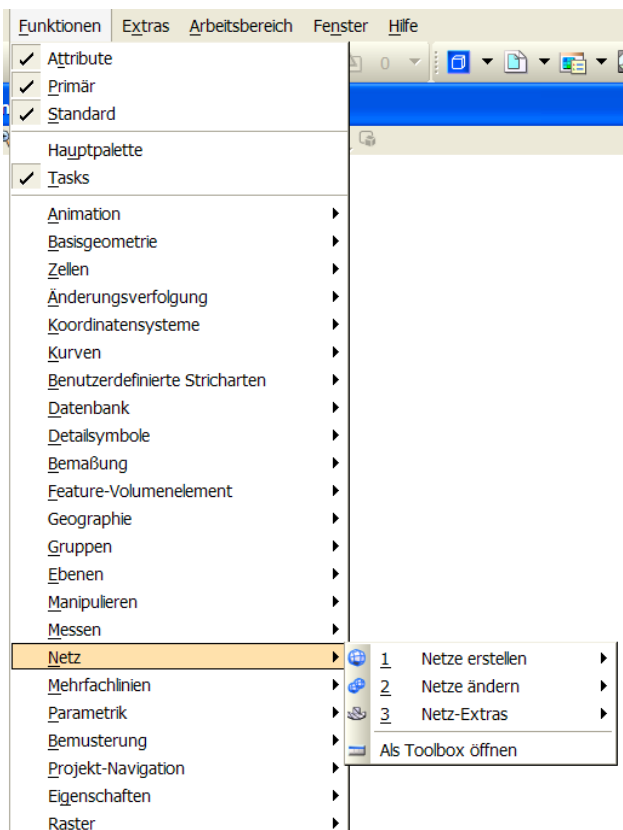 Funktionen Extras Arbeitsbereich Fenster Hilfe
Attribute
0
Primär
Standard
Hauptpalette
Tasks
Animation
Basisgeometrie
Zellen
Änderungsverfolgung
Koordinatensysteme
Kurven
Benutzerdefinierte Stricharten
Datenbank
Detailsymbole
Bemaßung
Feature-Volumenelement
Geographie
Gruppen
Ebenen
Manipulieren
Messen
Netz
1 Netze erstellen
Mehrfachlinien
2 Netze ändern
Parametrik
3 Netz-Extras
Bemusterung
Als Toolbox öffnen
Projekt-Navigation
Eigenschaften
Raster